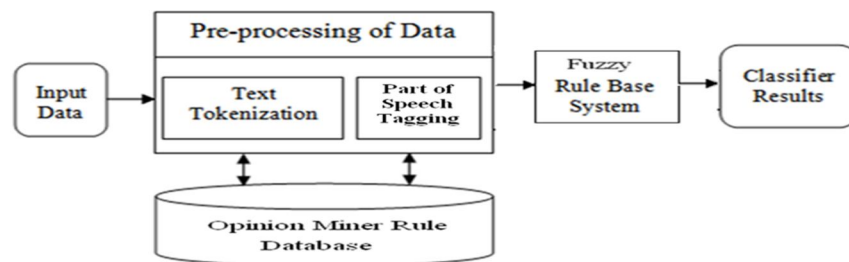 Pre-processing of Data
Input
Data
Text
Tokenization
Part of
Speech
Tagging
Fuzzy
Rule Base
System
Classifier
Results
Opinion Miner Rule
Database